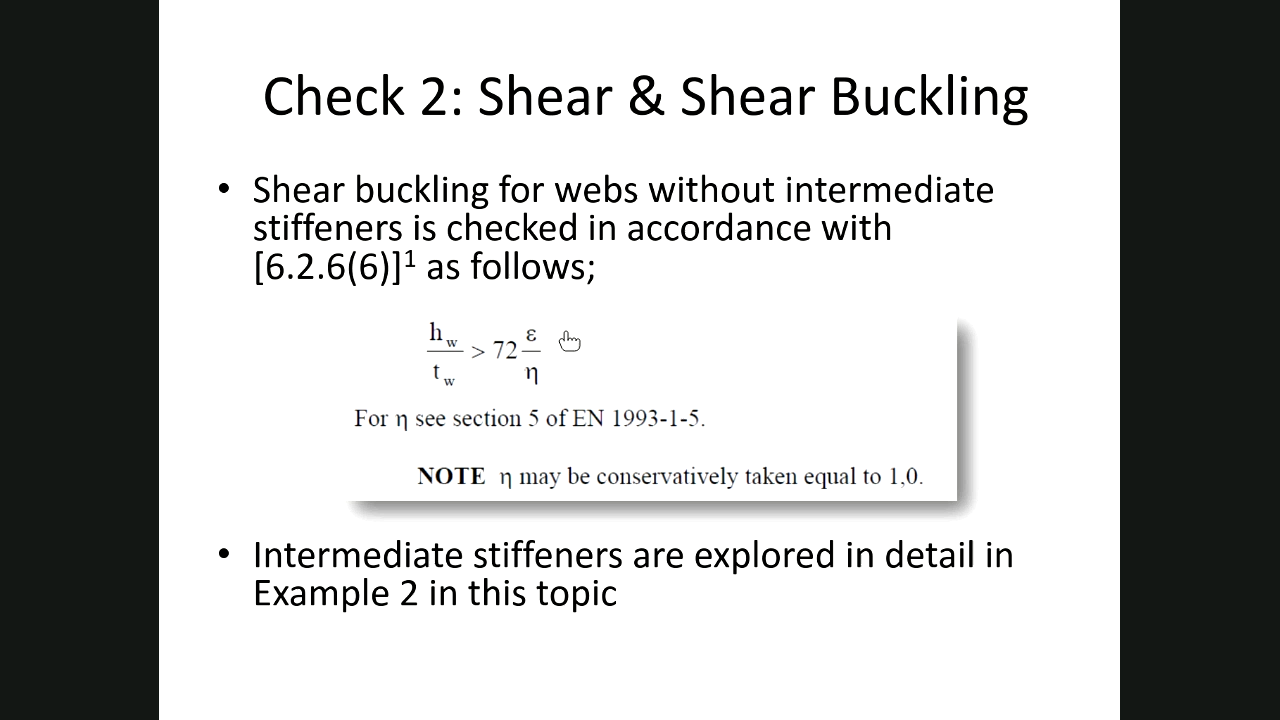 Check 2: Shear & Shear Buckling
• Shear buckling for webs without intermediate
stiffeners is checked in accordance with
[6.2.6(6)]¹ as follows;
h_w / t_w > 72 ε / η
For η see section 5 of EN 1993-1-5.
NOTE η may be conservatively taken equal to 1,0.
• Intermediate stiffeners are explored in detail in
Example 2 in this topic